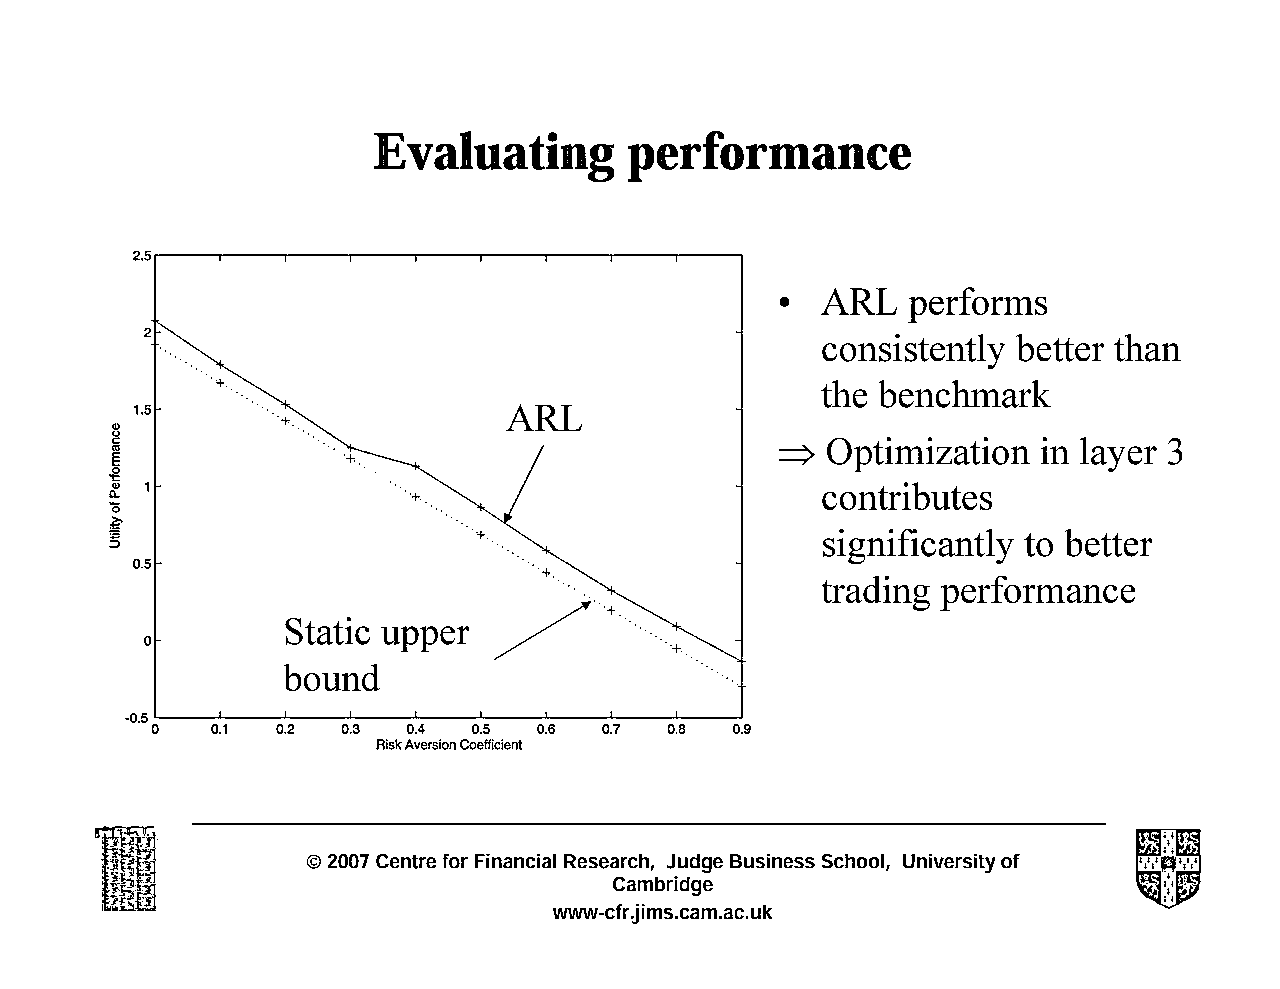 Evaluating performance
2.5
2
1.5
1
0.5
0
-0.5
0 0.1 0.2 0.3 0.4 0.5 0.6 0.7 0.8 0.9
Utility of Performance
Risk Aversion Coefficient
ARL
Static upper
bound
• ARL performs
consistently better than
the benchmark
⇒ Optimization in layer 3
contributes
significantly to better
trading performance
© 2007 Centre for Financial Research, Judge Business School, University of
Cambridge
www-cfr.jims.cam.ac.uk